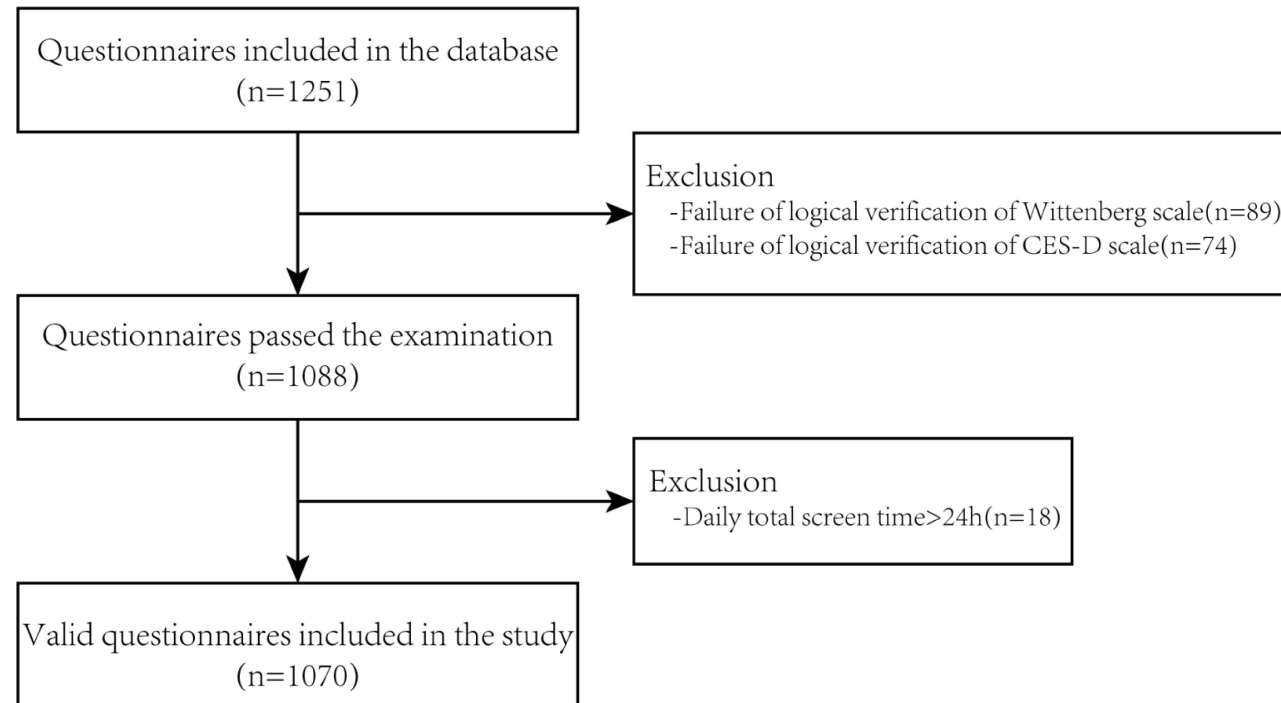 Questionnaires included in the database
(n=1251)
Exclusion
-Failure of logical verification of Wittenberg scale(n=89)
-Failure of logical verification of CES-D scale(n=74)
Questionnaires passed the examination
(n=1088)
Exclusion
-Daily total screen time>24h(n=18)
Valid questionnaires included in the study
(n=1070)